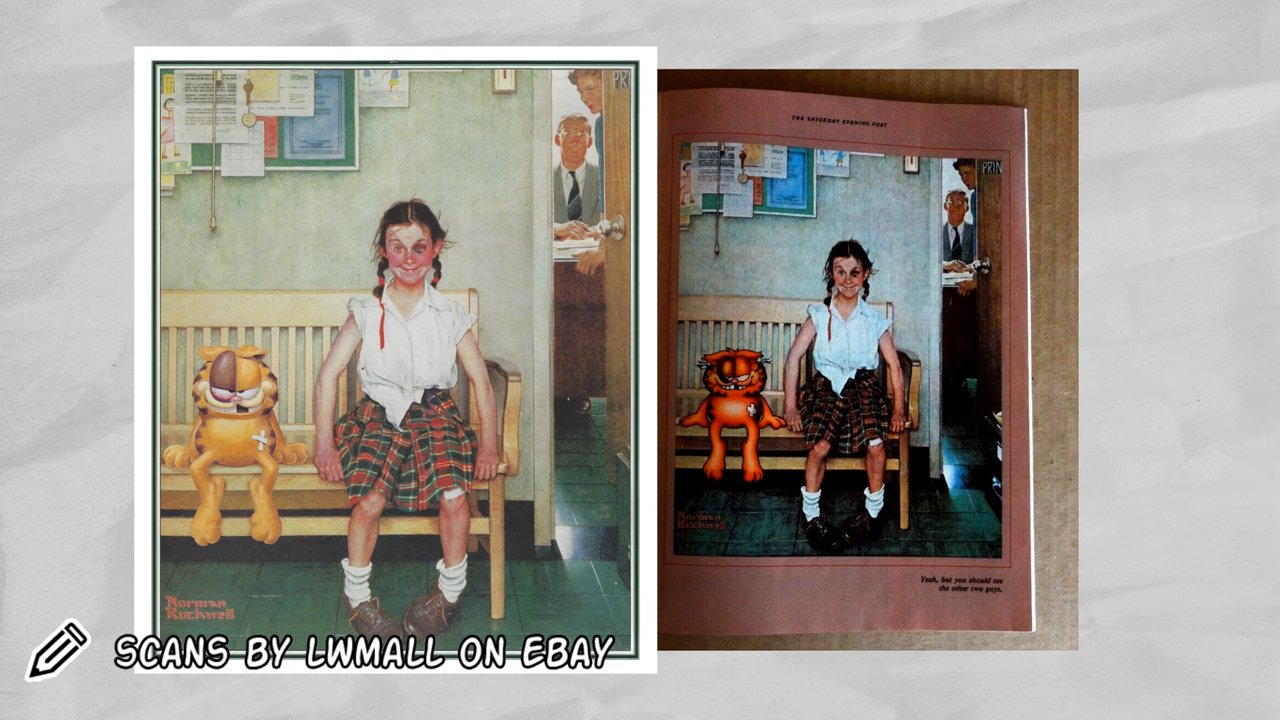 PRI
Norman
Rockwell
THE SATURDAY EVENING POST
PRIN
Norman
Rockwell
Yeah, but you should see
the other two guys.
SCANS BY LWMALL ON EBAY